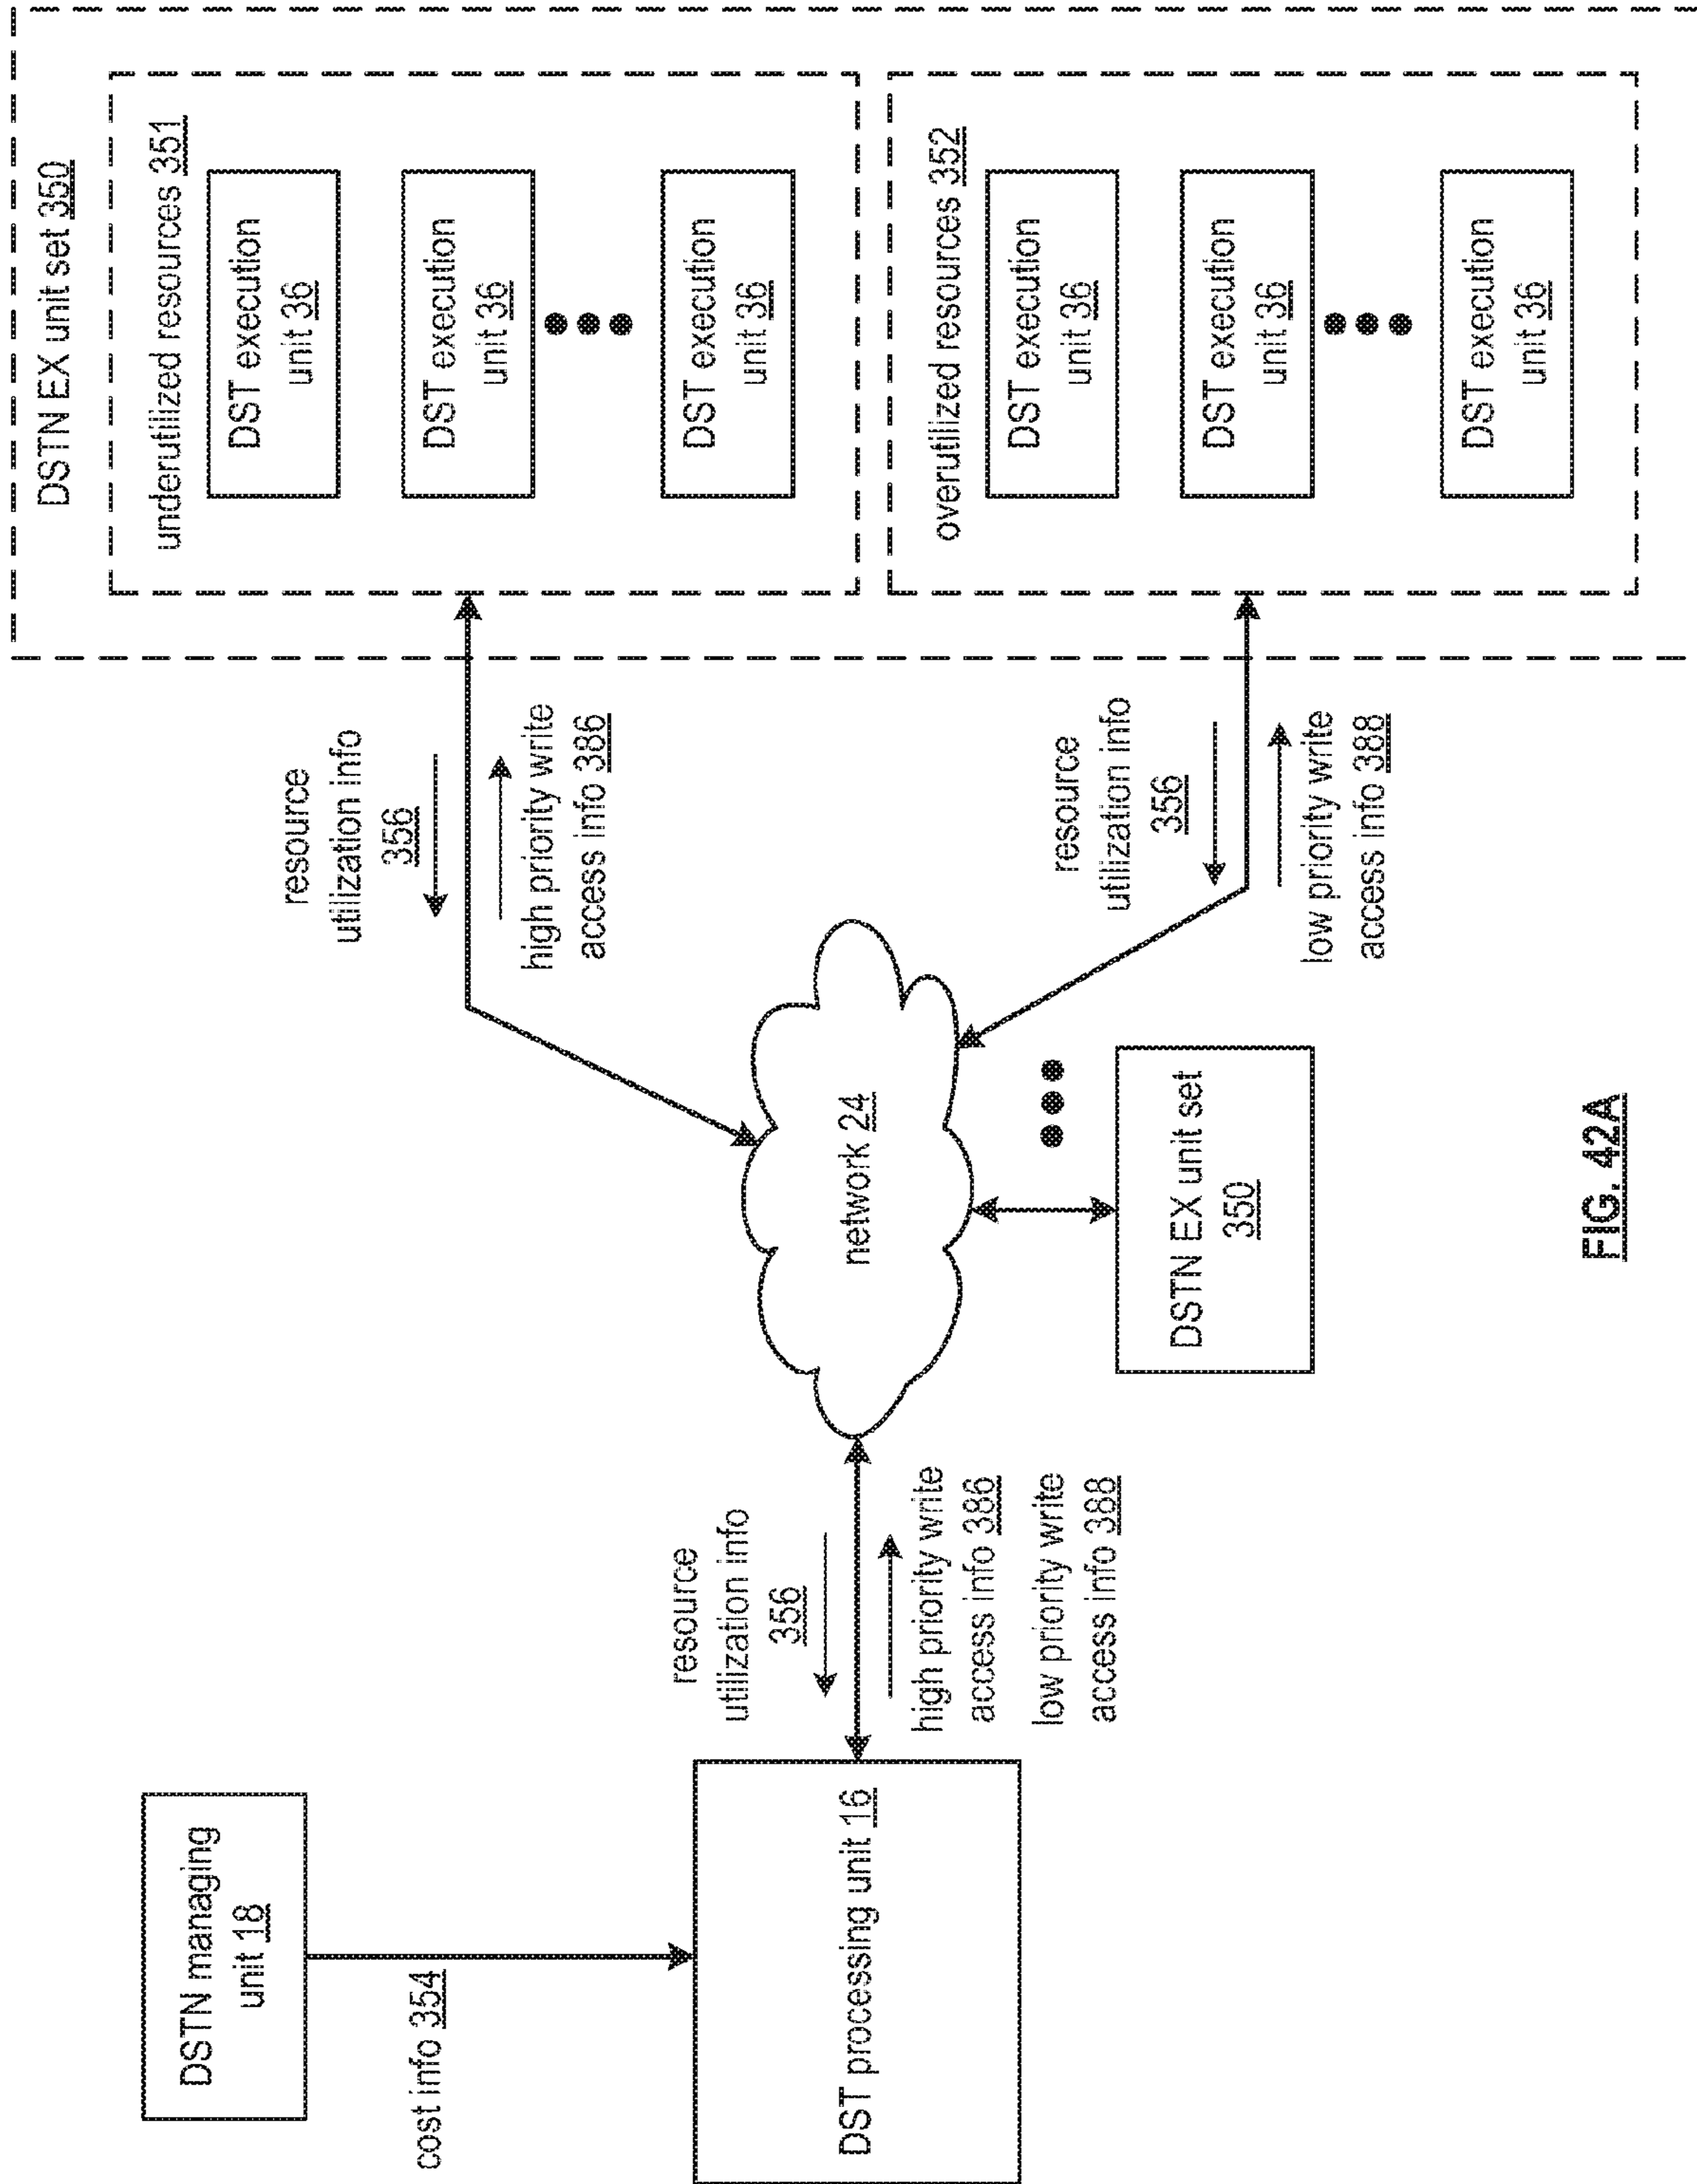 DSTN managing
unit 18
cost info 354
DST processing unit 16
resource
utilization info
356
high priority write
access info 386
low priority write
access info 388
network 24
DSTN EX unit set
350
resource
utilization info
356
high priority write
access info 386
resource
utilization info
356
low priority write
access info 388
DSTN EX unit set 350
underutilized resources 351
DST execution
unit 36
DST execution
unit 36
DST execution
unit 36
overutilized resources 352
DST execution
unit 36
DST execution
unit 36
DST execution
unit 36
FIG. 42A